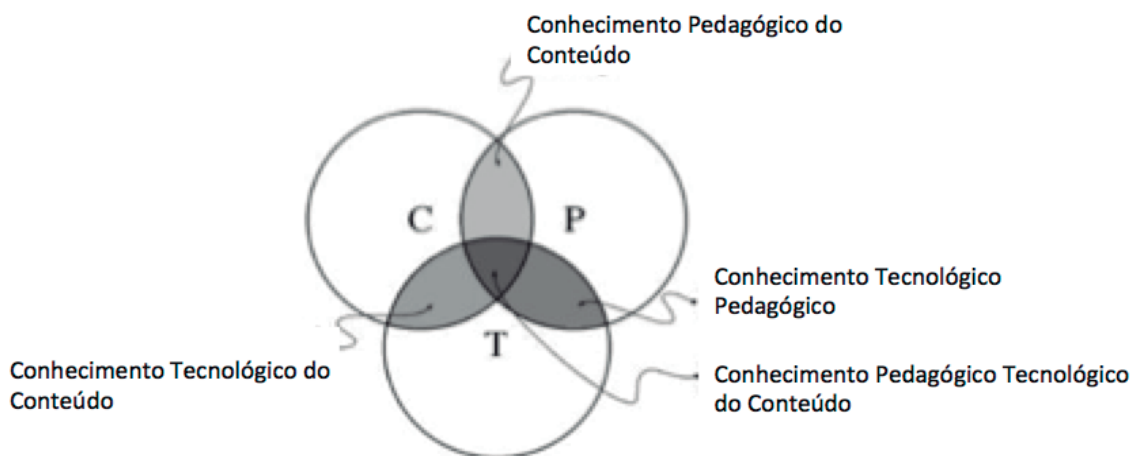 Conhecimento Pedagógico do
Conteúdo
C
P
Conhecimento Tecnológico
Pedagógico
T
Conhecimento Tecnológico do
Conteúdo
Conhecimento Pedagógico Tecnológico
do Conteúdo